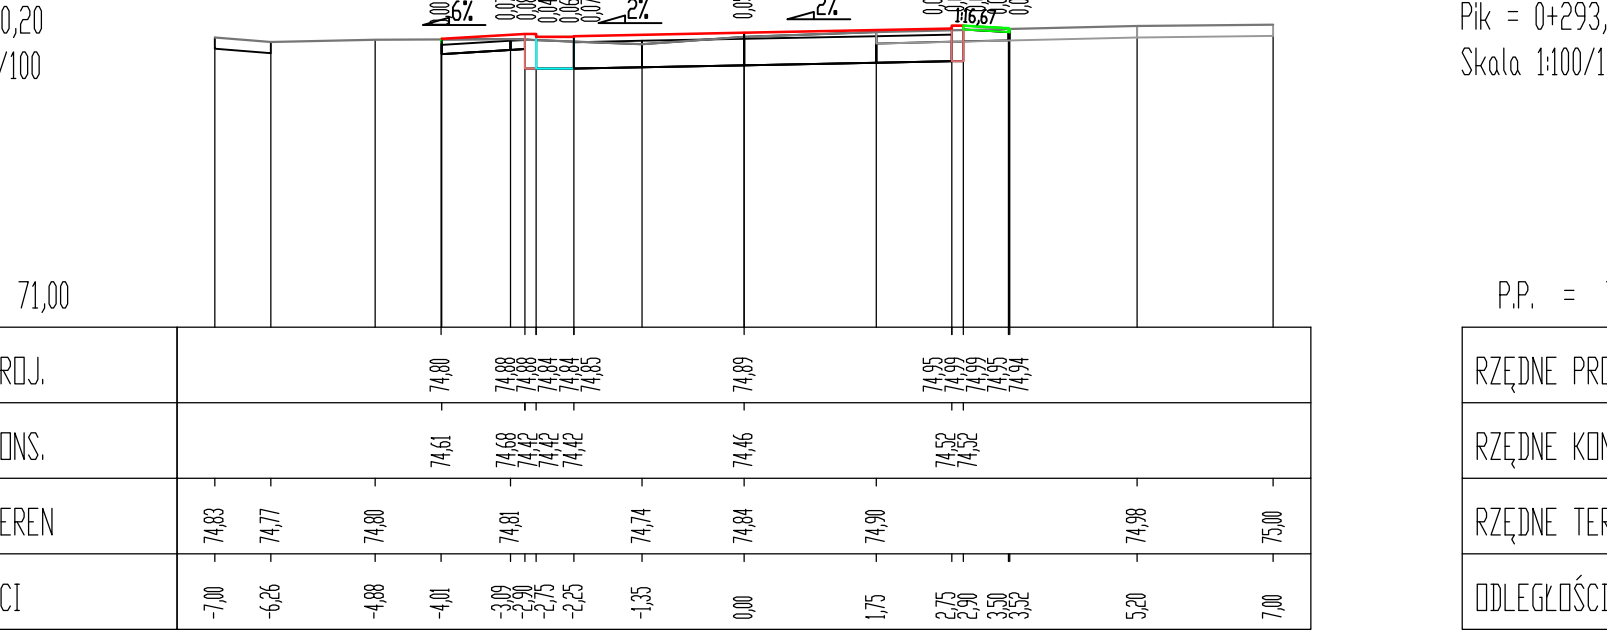 0,20
/100
6%
2%
2%
1:16,67
Pik = 0+293,
Skala 1:100/1
71,00
P.P. =
ROJ.
74,80 74,88 74,88 74,84 74,84 74,85 74,89 74,95 74,99 74,99 74,95 74,94
RZĘDNE PRO
ONS.
74,61 74,68 74,42 74,42 74,42 74,46 74,52 74,52
RZĘDNE KON
EREN
74,83 74,77 74,80 74,81 74,74 74,84 74,90 74,98 75,00
RZĘDNE TER
CI
-7,00 -6,26 -4,88 -4,01 -3,09 -2,90 -2,75 -2,25 -1,35 0,00 1,75 2,75 2,90 3,50 3,52 5,20 7,00
ODLEGŁOŚCI